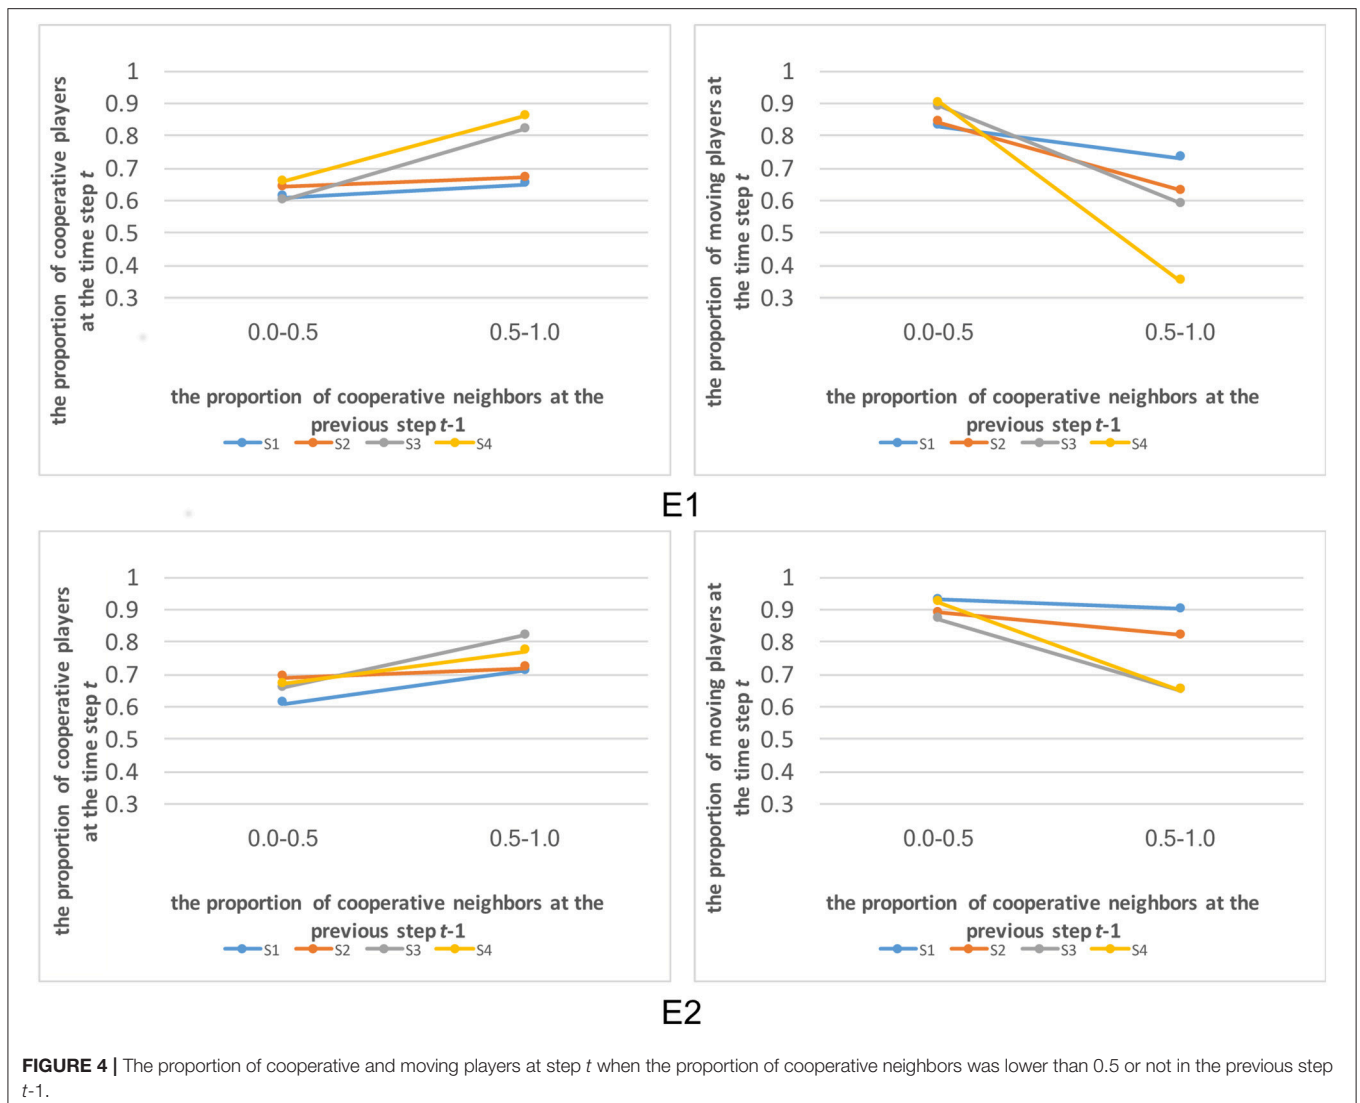 the proportion of cooperative players
at the time step t
1
0.9
0.8
0.7
0.6
0.5
0.4
0.3
0.0-0.5 0.5-1.0
the proportion of cooperative neighbors at the
previous step t-1
S1 S2 S3 S4
the proportion of moving players at
the time step t
1
0.9
0.8
0.7
0.6
0.5
0.4
0.3
0.0-0.5 0.5-1.0
the proportion of cooperative neighbors at the
previous step t-1
S1 S2 S3 S4
E1
the proportion of cooperative players
at the time step t
1
0.9
0.8
0.7
0.6
0.5
0.4
0.3
0.0-0.5 0.5-1.0
the proportion of cooperative neighbors at the
previous step t-1
S1 S2 S3 S4
the proportion of moving players at
the time step t
1
0.9
0.8
0.7
0.6
0.5
0.4
0.3
0.0-0.5 0.5-1.0
the proportion of cooperative neighbors at the
previous step t-1
S1 S2 S3 S4
E2
FIGURE 4 | The proportion of cooperative and moving players at step t when the proportion of cooperative neighbors was lower than 0.5 or not in the previous step
t-1.